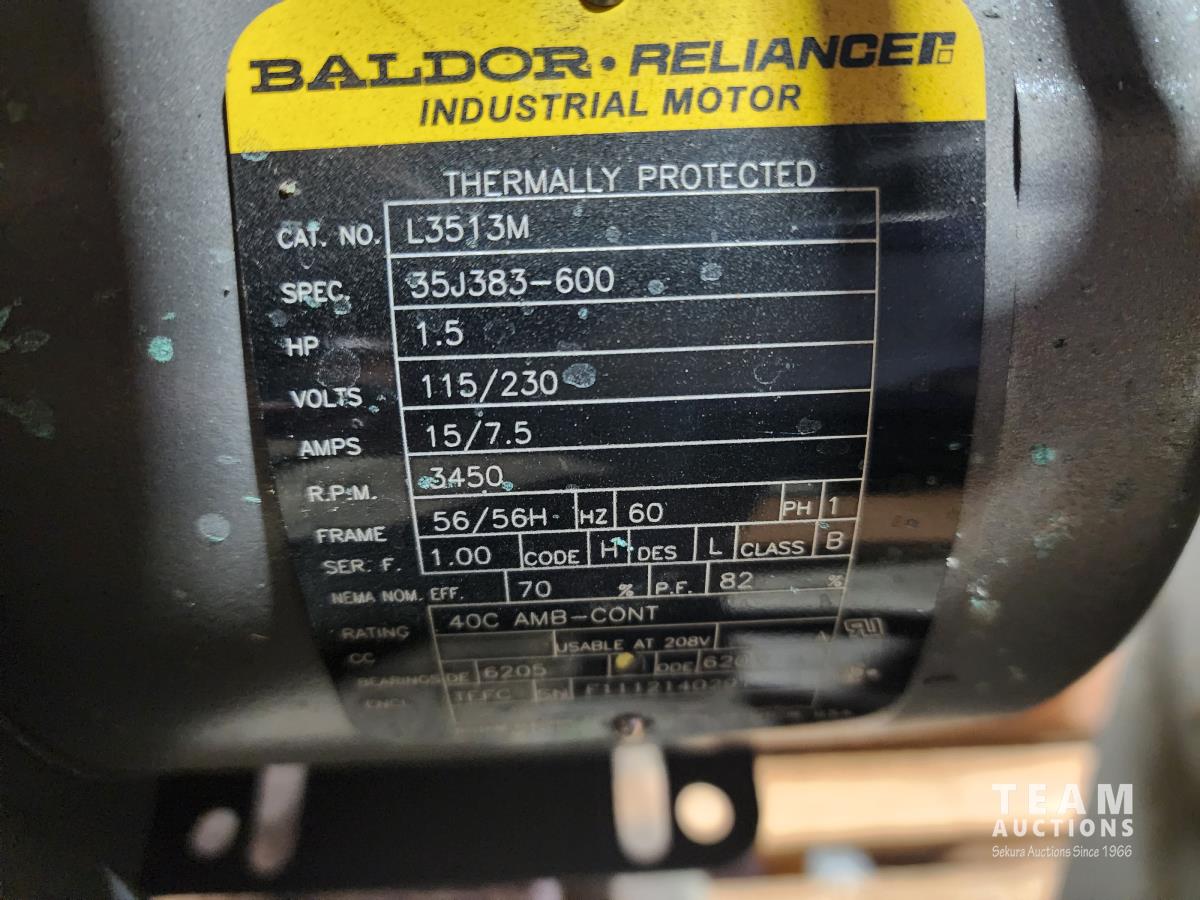 BALDOR • RELIANCER
INDUSTRIAL MOTOR
THERMALLY PROTECTED
CAT. NO. L3513M
SPEC. 35J383-600
HP 1.5
VOLTS 115/230
AMPS 15/7.5
R.P.M. 3450
FRAME 56/56H HZ 60 PH 1
SER. F. 1.00 CODE H DES L CLASS B
NEMA NOM. EFF. 70 % P.F. 82 %
RATING 40C AMB-CONT
CC USABLE AT 208V A
BEARINGS DE 6205 ODE
ENCL TEFC SN
TEAM
AUCTIONS
Sekura Auctions Since 1966